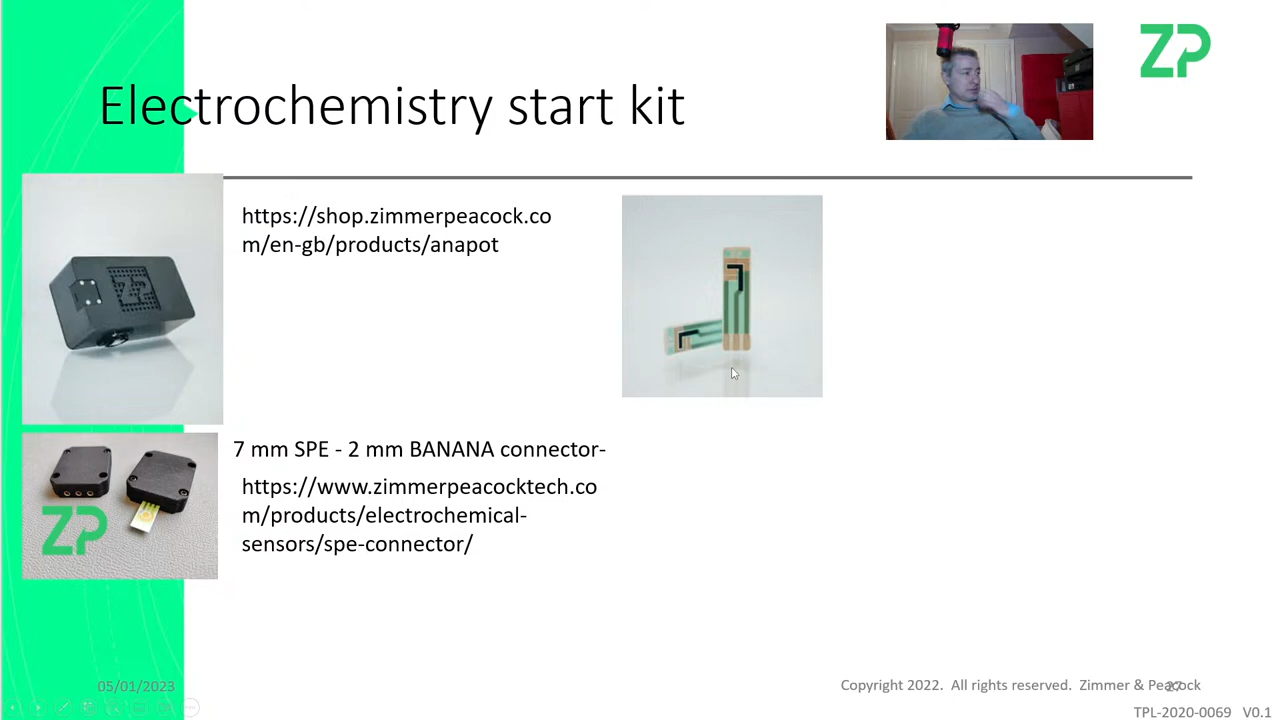 ZP
Electrochemistry start kit
https://shop.zimmerpeacock.co
m/en-gb/products/anapot
ZP
7 mm SPE - 2 mm BANANA connector-
https://www.zimmerpeacocktech.co
m/products/electrochemical-
sensors/spe-connector/
ZP
05/01/2023
Copyright 2022. All rights reserved. Zimmer & Peacock
27
TPL-2020-0069 V0.1